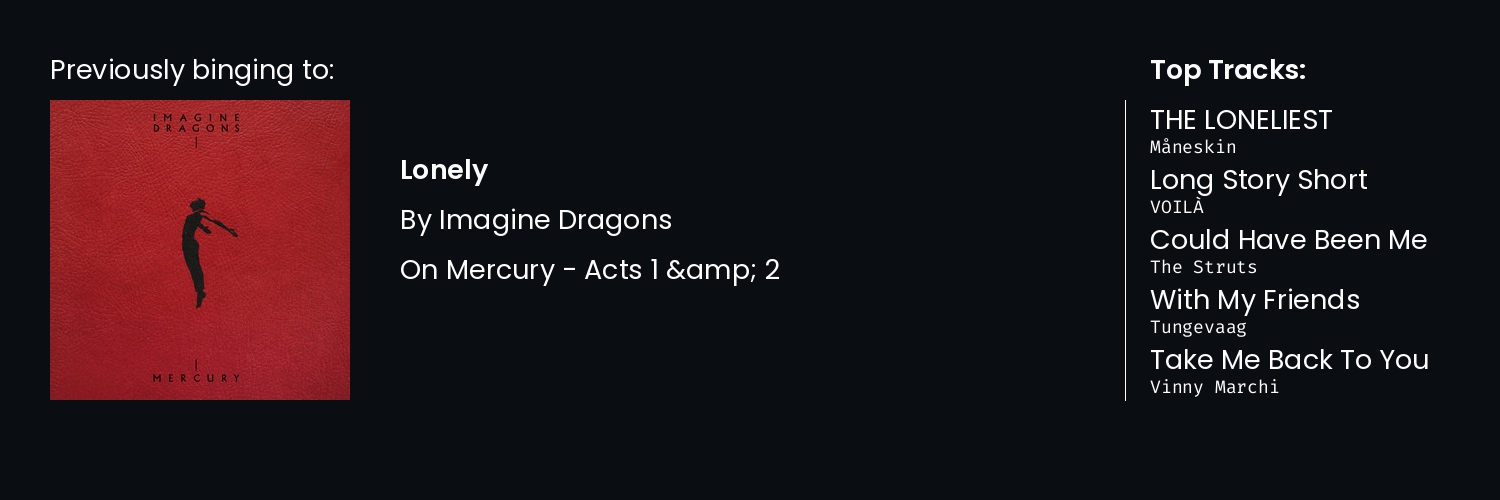 Previously binging to:
IMAGINE
DRAGONS
MERCURY
Lonely
By Imagine Dragons
On Mercury - Acts 1 &amp; 2
Top Tracks:
THE LONELIEST
Måneskin
Long Story Short
VOILÀ
Could Have Been Me
The Struts
With My Friends
Tungevaag
Take Me Back To You
Vinny Marchi